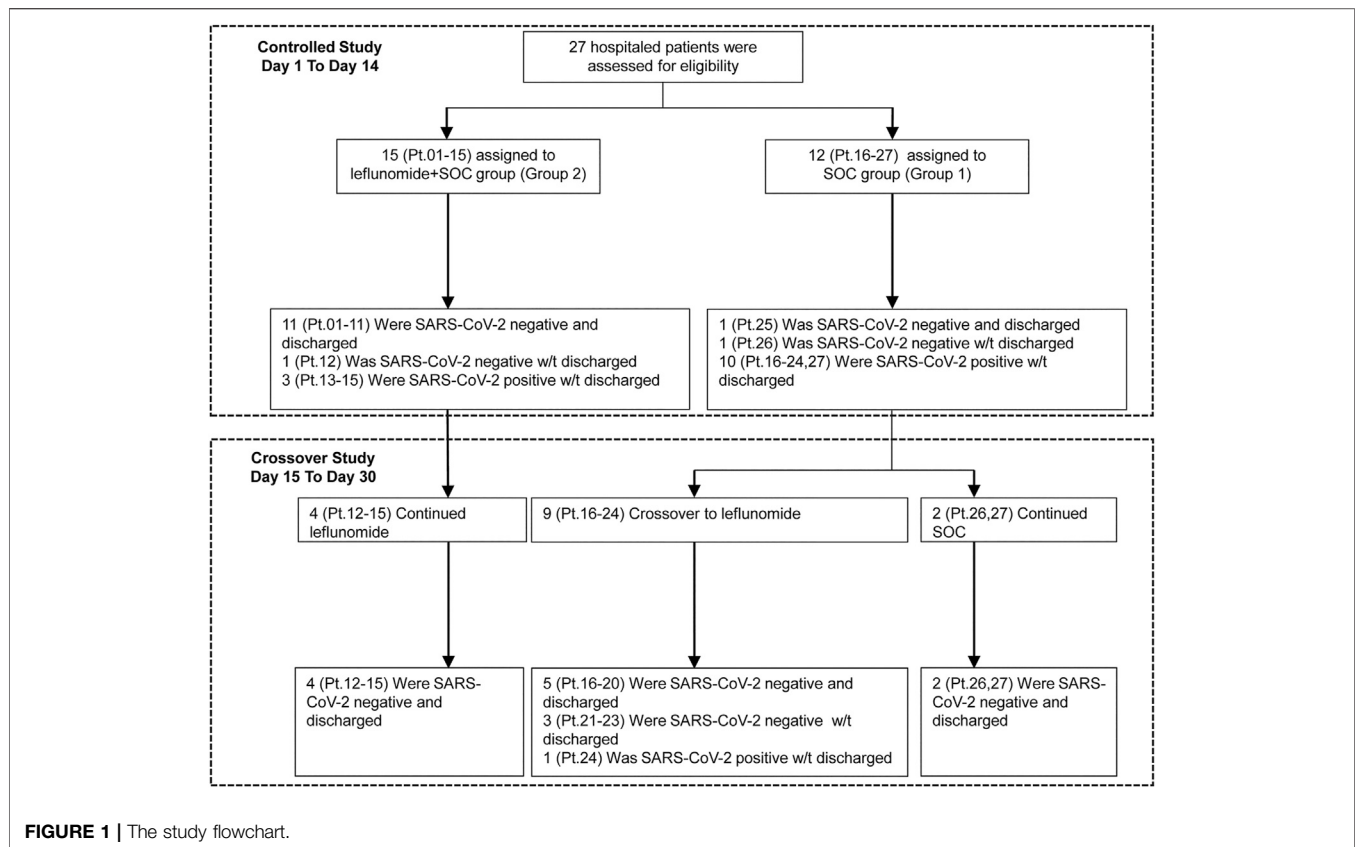 Controlled Study
Day 1 To Day 14
27 hospitaled patients were
assessed for eligibility
15 (Pt.01-15) assigned to
leflunomide+SOC group (Group 2)
12 (Pt.16-27) assigned to
SOC group (Group 1)
11 (Pt.01-11) Were SARS-CoV-2 negative and
discharged
1 (Pt.12) Was SARS-CoV-2 negative w/t discharged
3 (Pt.13-15) Were SARS-CoV-2 positive w/t discharged
1 (Pt.25) Was SARS-CoV-2 negative and discharged
1 (Pt.26) Was SARS-CoV-2 negative w/t discharged
10 (Pt.16-24,27) Were SARS-CoV-2 positive w/t
discharged
Crossover Study
Day 15 To Day 30
4 (Pt.12-15) Continued
leflunomide
9 (Pt.16-24) Crossover to leflunomide
2 (Pt.26,27) Continued
SOC
4 (Pt.12-15) Were SARS-
CoV-2 negative and
discharged
5 (Pt.16-20) Were SARS-CoV-2 negative and
discharged
3 (Pt.21-23) Were SARS-CoV-2 negative w/t
discharged
1 (Pt.24) Was SARS-CoV-2 positive w/t discharged
2 (Pt.26,27) Were SARS-
CoV-2 negative and
discharged
FIGURE 1 | The study flowchart.